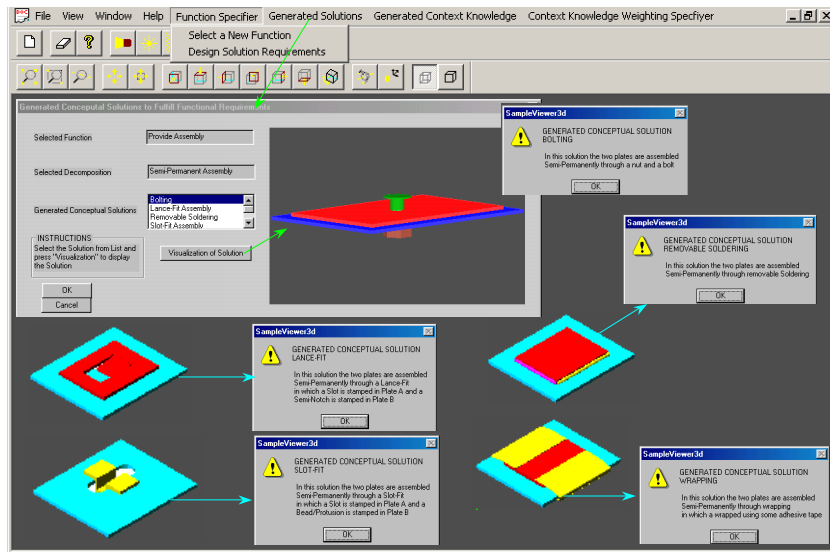 File View Window Help Function Specifier Generated Solutions Generated Context Knowledge Context Knowledge Weighting Specfiyer
Select a New Function
Design Solution Requirements
Generated Conceputal Solutions to Fulfill Functional Requirements
Selected Function
Provide Assembly
Selected Decomposition
Semi-Permanent Assembly
Generated Conceptual Solutions
Bolting
Lance-Fit Assembly
Removable Soldering
Slot-Fit Assembly
INSTRUCTIONS
Select the Solution from List and
press "Visualization" to display
the Solution
Visualization of Solution
OK
Cancel
SampleViewer3d
GENERATED CONCEPTUAL SOLUTION
BOLTING
In this solution the two plates are assembled
Semi-Permanently through a nut and a bolt
OK
SampleViewer3d
GENERATED CONCEPTUAL SOLUTION
REMOVABLE SOLDERING
In this solution the two plates are assembled
Semi-Permanently through removable Soldering
OK
SampleViewer3d
GENERATED CONCEPTUAL SOLUTION
LANCE-FIT
In this solution the two plates are assembled
Semi-Permanently through a Lance-Fit
in which a Slot is stamped in Plate A and a
Semi-Notch is stamped in Plate B
OK
SampleViewer3d
GENERATED CONCEPTUAL SOLUTION
SLOT-FIT
In this solution the two plates are assembled
Semi-Permanently through a Slot-Fit
in which a Slot is stamped in Plate A and a
Bead/Protusion is stamped in Plate B
OK
SampleViewer3d
GENERATED CONCEPTUAL SOLUTION
WRAPPING
In this solution the two plates are assembled
Semi-Permanently through wrapping
in which a wrapped using some adhesive tape
OK